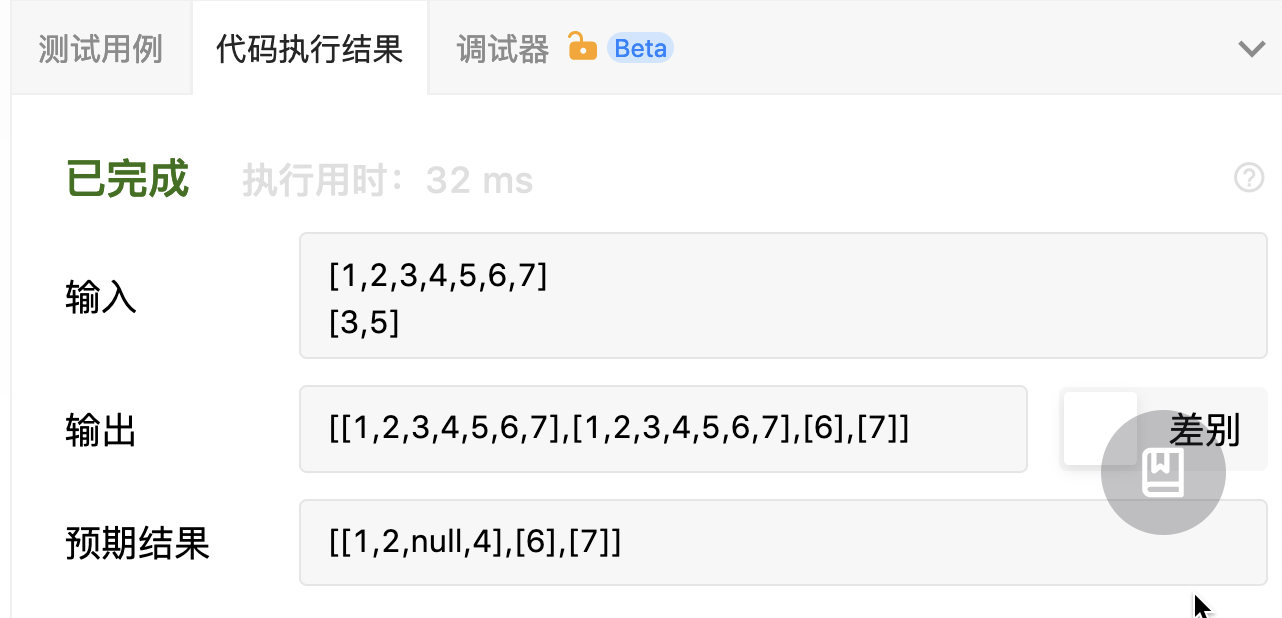 测试用例 代码执行结果 调试器 Beta
已完成 执行用时：32 ms
输入 [1,2,3,4,5,6,7]
[3,5]
输出 [[1,2,3,4,5,6,7],[1,2,3,4,5,6,7],[6],[7]] 差别
预期结果 [[1,2,null,4],[6],[7]]